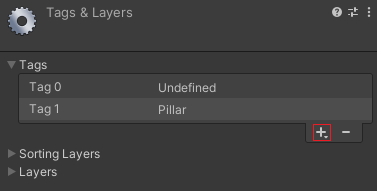 Tags & Layers
Tags
Tag 0 Undefined
Tag 1 Pillar
Sorting Layers
Layers